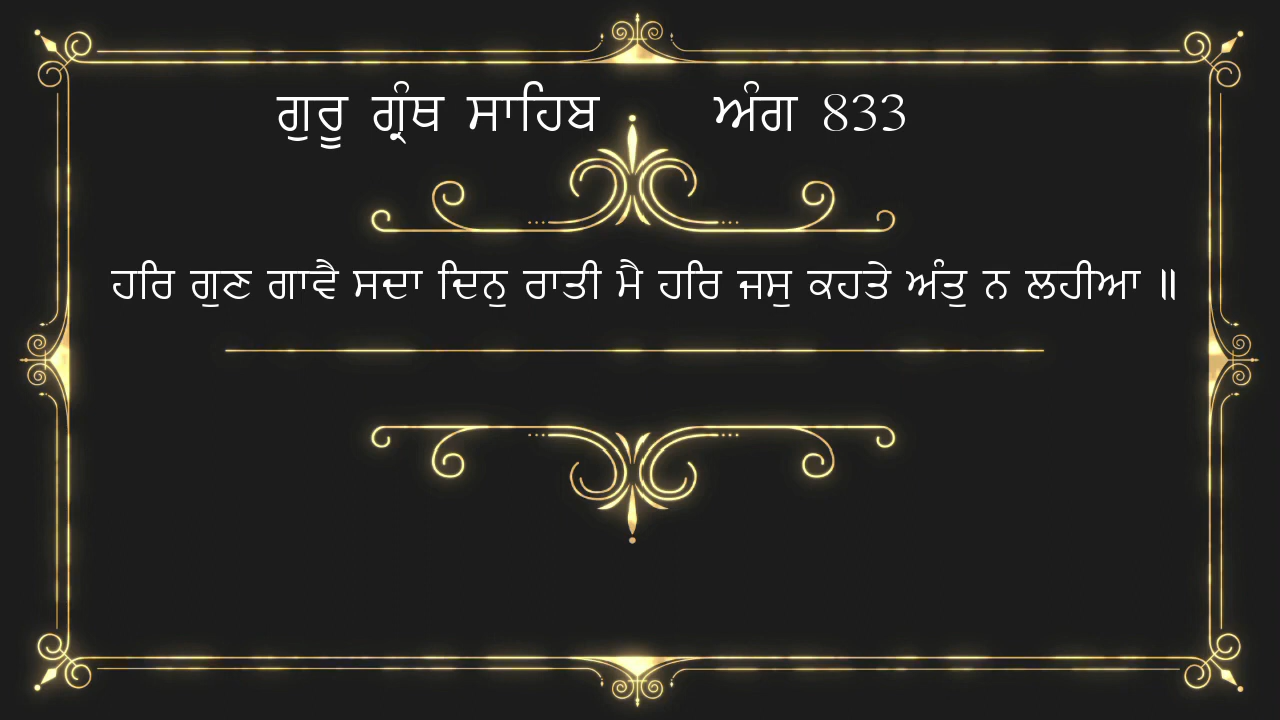 ਗੁਰੂ ਗ੍ਰੰਥ ਸਾਹਿਬ ਅੰਗ 833
ਹਰਿ ਗੁਣ ਗਾਵੈ ਸਦਾ ਦਿਨੁ ਰਾਤੀ ਮੈ ਹਰਿ ਜਸੁ ਕਹਤੇ ਅੰਤੁ ਨ ਲਹੀਆ ॥